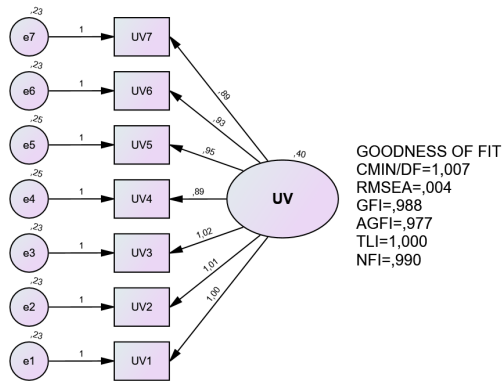 ,23
e7
1
UV7
,89
,23
e6
1
UV6
,93
,25
e5
1
UV5
,95
,40
UV
,25
e4
1
UV4
,89
,23
e3
1
UV3
1,02
,23
e2
1
UV2
1,01
,23
e1
1
UV1
1,00
GOODNESS OF FIT
CMIN/DF=1,007
RMSEA=,004
GFI=,988
AGFI=,977
TLI=1,000
NFI=,990